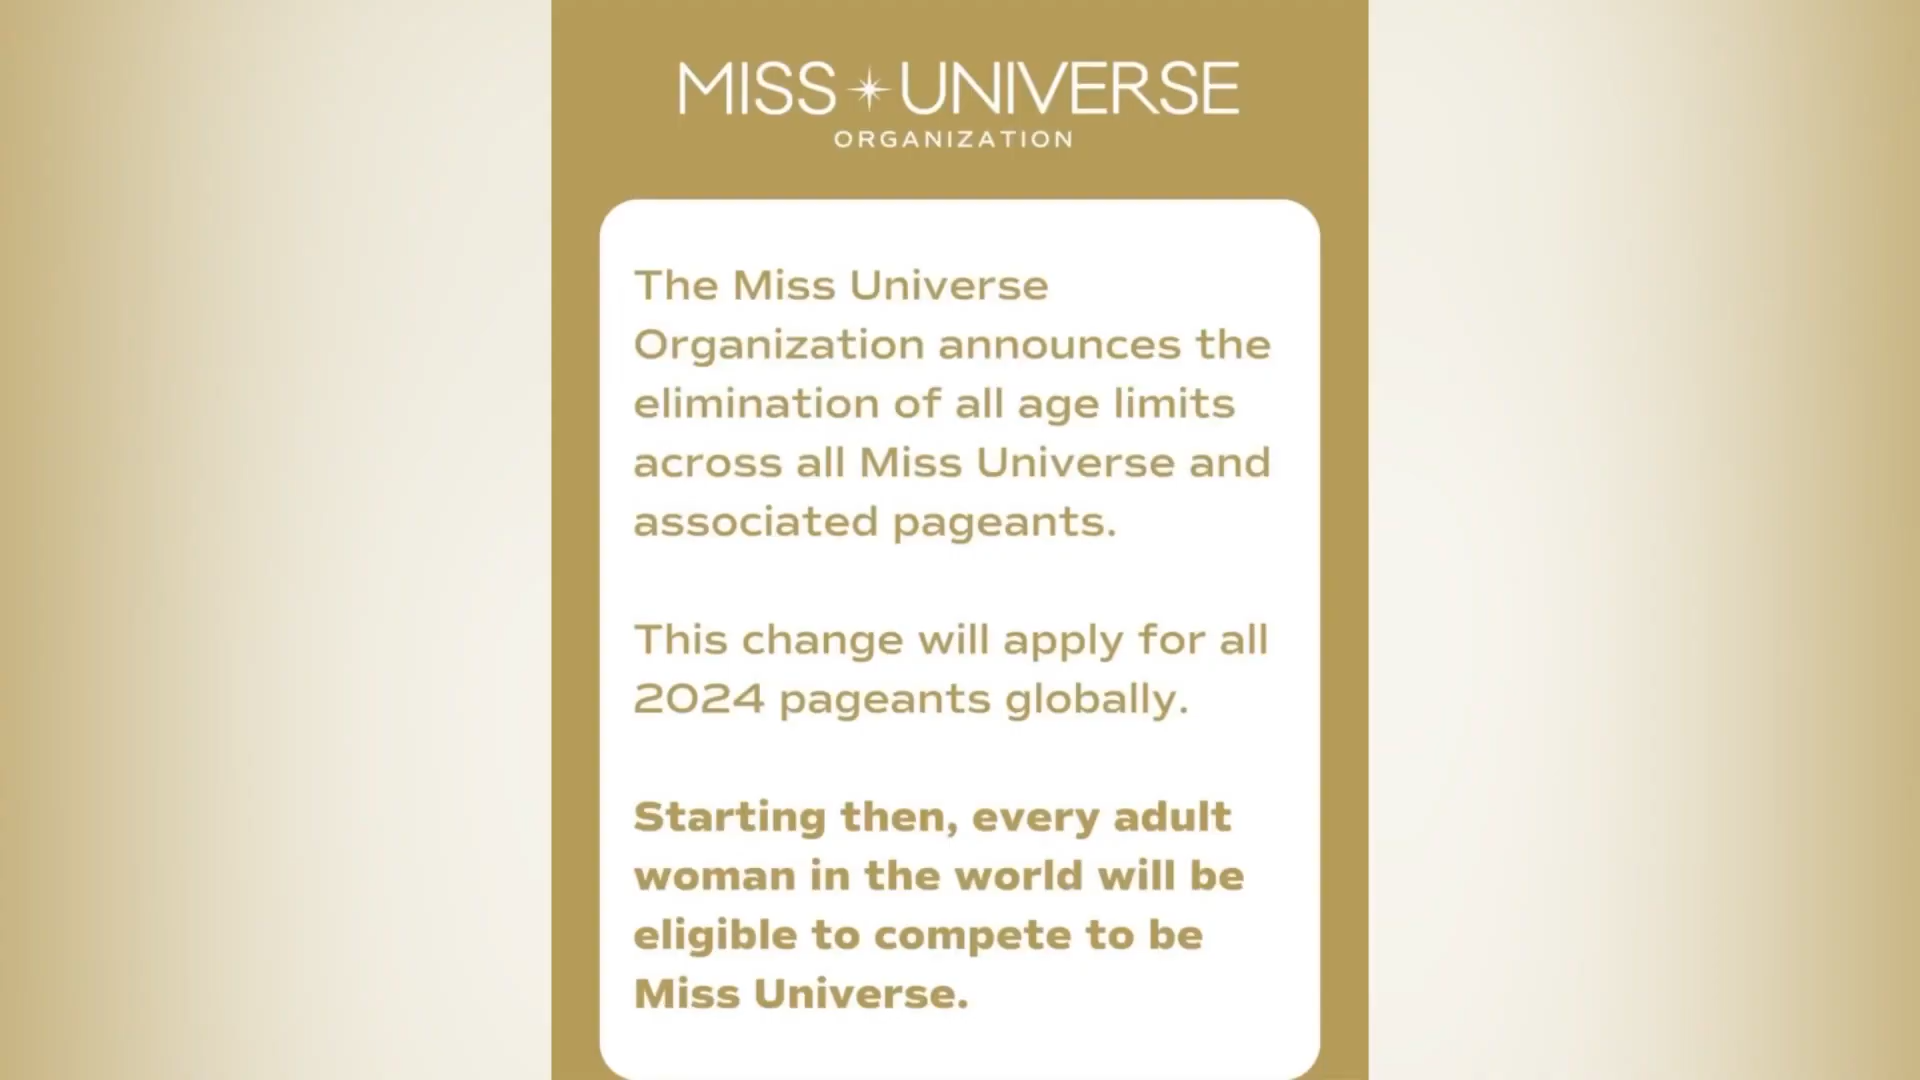 MISS UNIVERSE
ORGANIZATION
The Miss Universe
Organization announces the
elimination of all age limits
across all Miss Universe and
associated pageants.
This change will apply for all
2024 pageants globally.
Starting then, every adult
woman in the world will be
eligible to compete to be
Miss Universe.